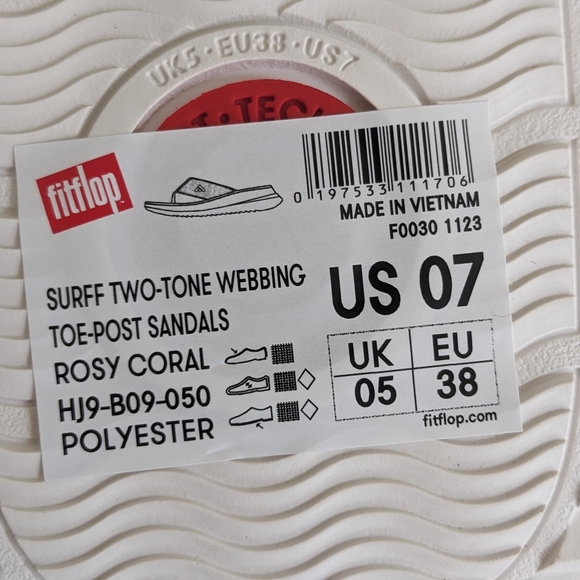 UK5 · EU38 · US7
TEC
fitflop
0 197533 111706
MADE IN VIETNAM
F0030 1123
SURFF TWO-TONE WEBBING
TOE-POST SANDALS
ROSY CORAL
HJ9-B09-050
POLYESTER
US 07
UK EU
05 38
fitflop.com